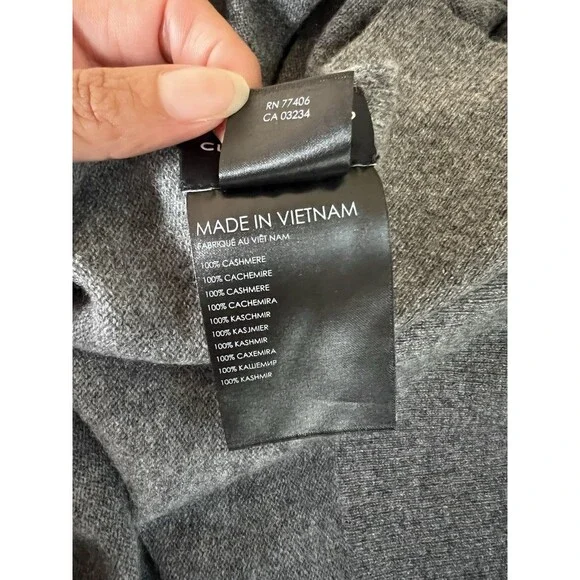 RN 77406
CA 03234
MADE IN VIETNAM
FABRIQUÉ AU VIÊT NAM
100% CASHMERE
100% CACHEMIRE
100% CASHMERE
100% CACHEMIRA
100% KASCHMIR
100% KASJMIER
100% KASHMIR
100% CAXEMIRA
100% КАШЕМИР
100% KASHMIR